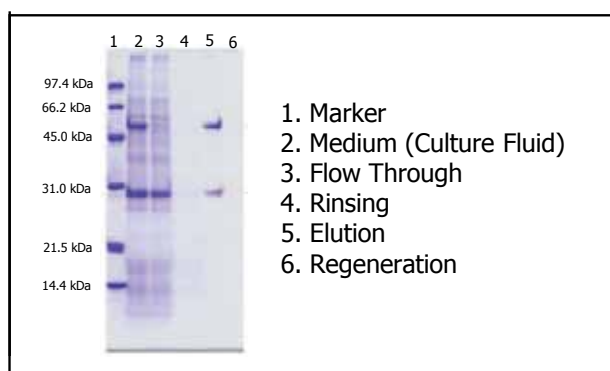 1 2 3 4 5 6
97.4 kDa
66.2 kDa
45.0 kDa
31.0 kDa
21.5 kDa
14.4 kDa
1. Marker
2. Medium (Culture Fluid)
3. Flow Through
4. Rinsing
5. Elution
6. Regeneration